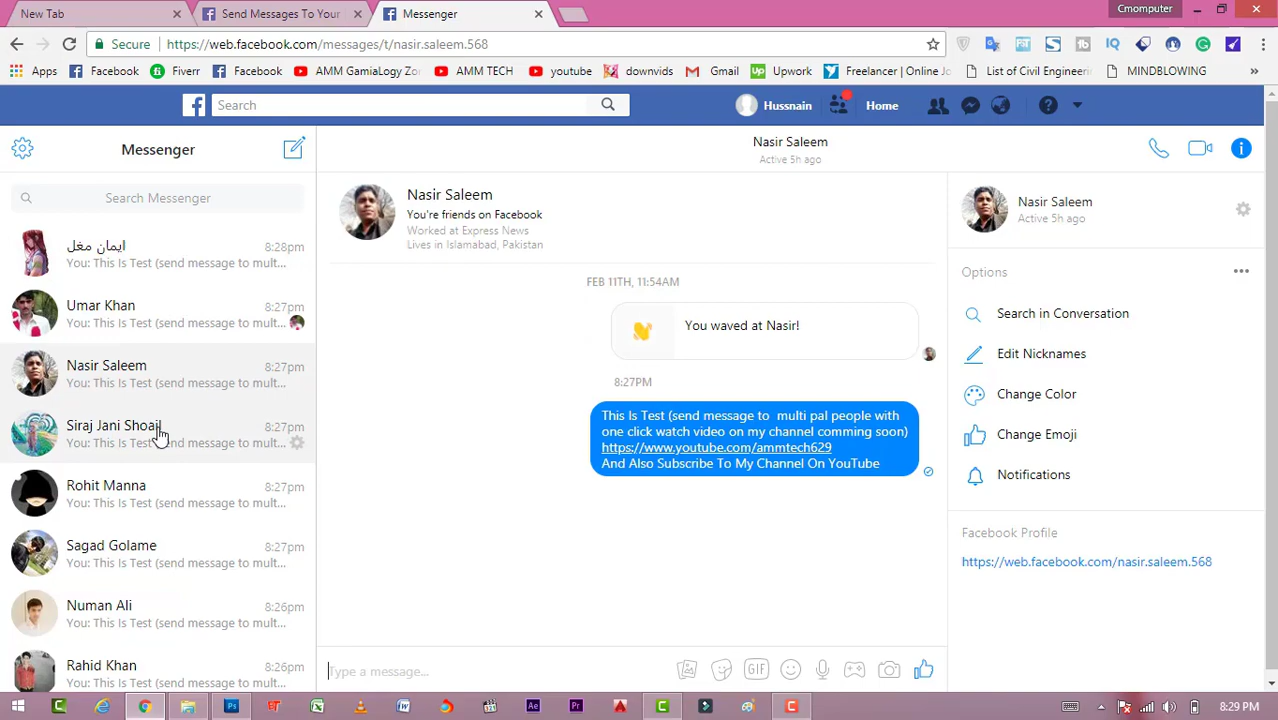 New Tab
Send Messages To Your
Messenger
Cmomputer
Secure
https://web.facebook.com/messages/t/nasir.saleem.568
Apps
Facebook
Fiverr
Facebook
AMM GamiaLogy Zon
AMM TECH
youtube
downvids
Gmail
Upwork
Freelancer | Online Jo
List of Civil Engineerin
MINDBLOWING
»
Search
Hussnain
Home
Messenger
Search Messenger
ایمان مغل
8:28pm
You: This Is Test (send message to mult...
Umar Khan
8:27pm
You: This Is Test (send message to mult...
Nasir Saleem
8:27pm
You: This Is Test (send message to mult...
Siraj Jani Shoaib
8:27pm
You: This Is Test (send message to mult...
Rohit Manna
8:27pm
You: This Is Test (send message to mult...
Sagad Golame
8:27pm
You: This Is Test (send message to mult...
Numan Ali
8:26pm
You: This Is Test (send message to mult...
Rahid Khan
8:26pm
You: This Is Test (send message to mult...
Nasir Saleem
Active 5h ago
Nasir Saleem
You're friends on Facebook
Worked at Express News
Lives in Islamabad, Pakistan
FEB 11TH, 11:54AM
You waved at Nasir!
8:27PM
This Is Test (send message to multi pal people with
one click watch video on my channel comming soon)
https://www.youtube.com/ammtech629
And Also Subscribe To My Channel On YouTube
Type a message...
GIF
Nasir Saleem
Active 5h ago
Options
Search in Conversation
Edit Nicknames
Change Color
Change Emoji
Notifications
Facebook Profile
https://web.facebook.com/nasir.saleem.568
8:29 PM